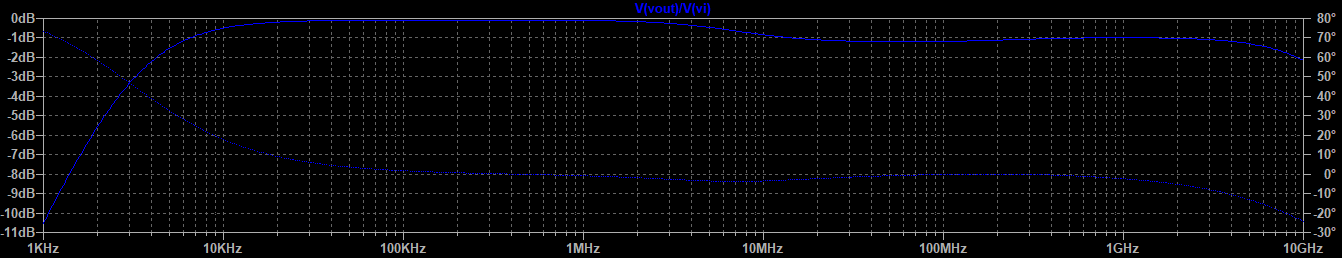 V(vout)/V(vi)
0dB 80°
-1dB 70°
-2dB 60°
-3dB 50°
-4dB 40°
-5dB 30°
-6dB 20°
-7dB 10°
-8dB 0°
-9dB -10°
-10dB -20°
-11dB -30°
1KHz 10KHz 100KHz 1MHz 10MHz 100MHz 1GHz 10GHz